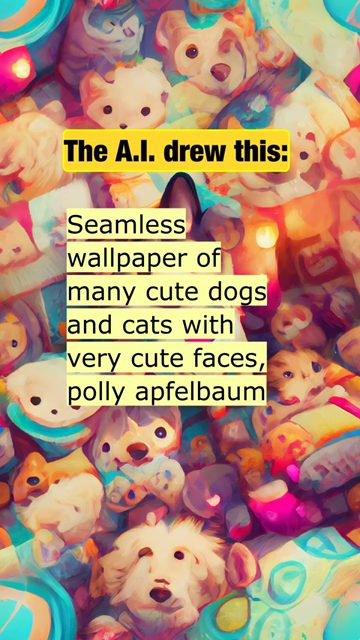 The A.I. drew this:
Seamless
wallpaper of
many cute dogs
and cats with
very cute faces,
polly apfelbaum